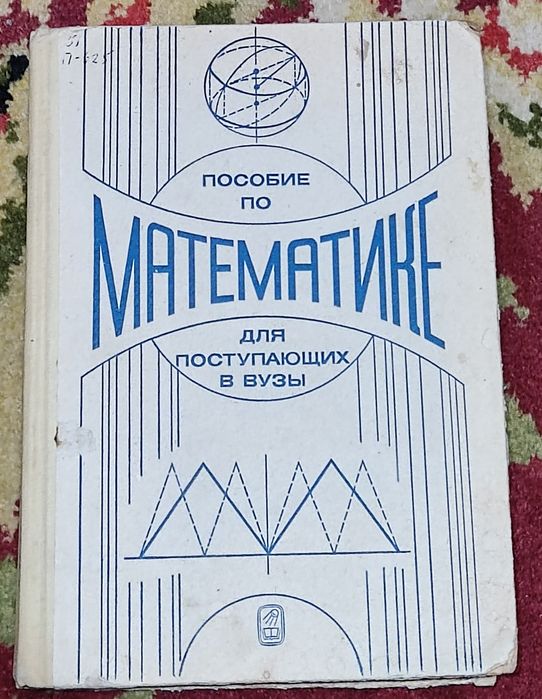 ПОСОБИЕ
ПО
МАТЕМАТИКЕ
ДЛЯ
ПОСТУПАЮЩИХ
В ВУЗЫ